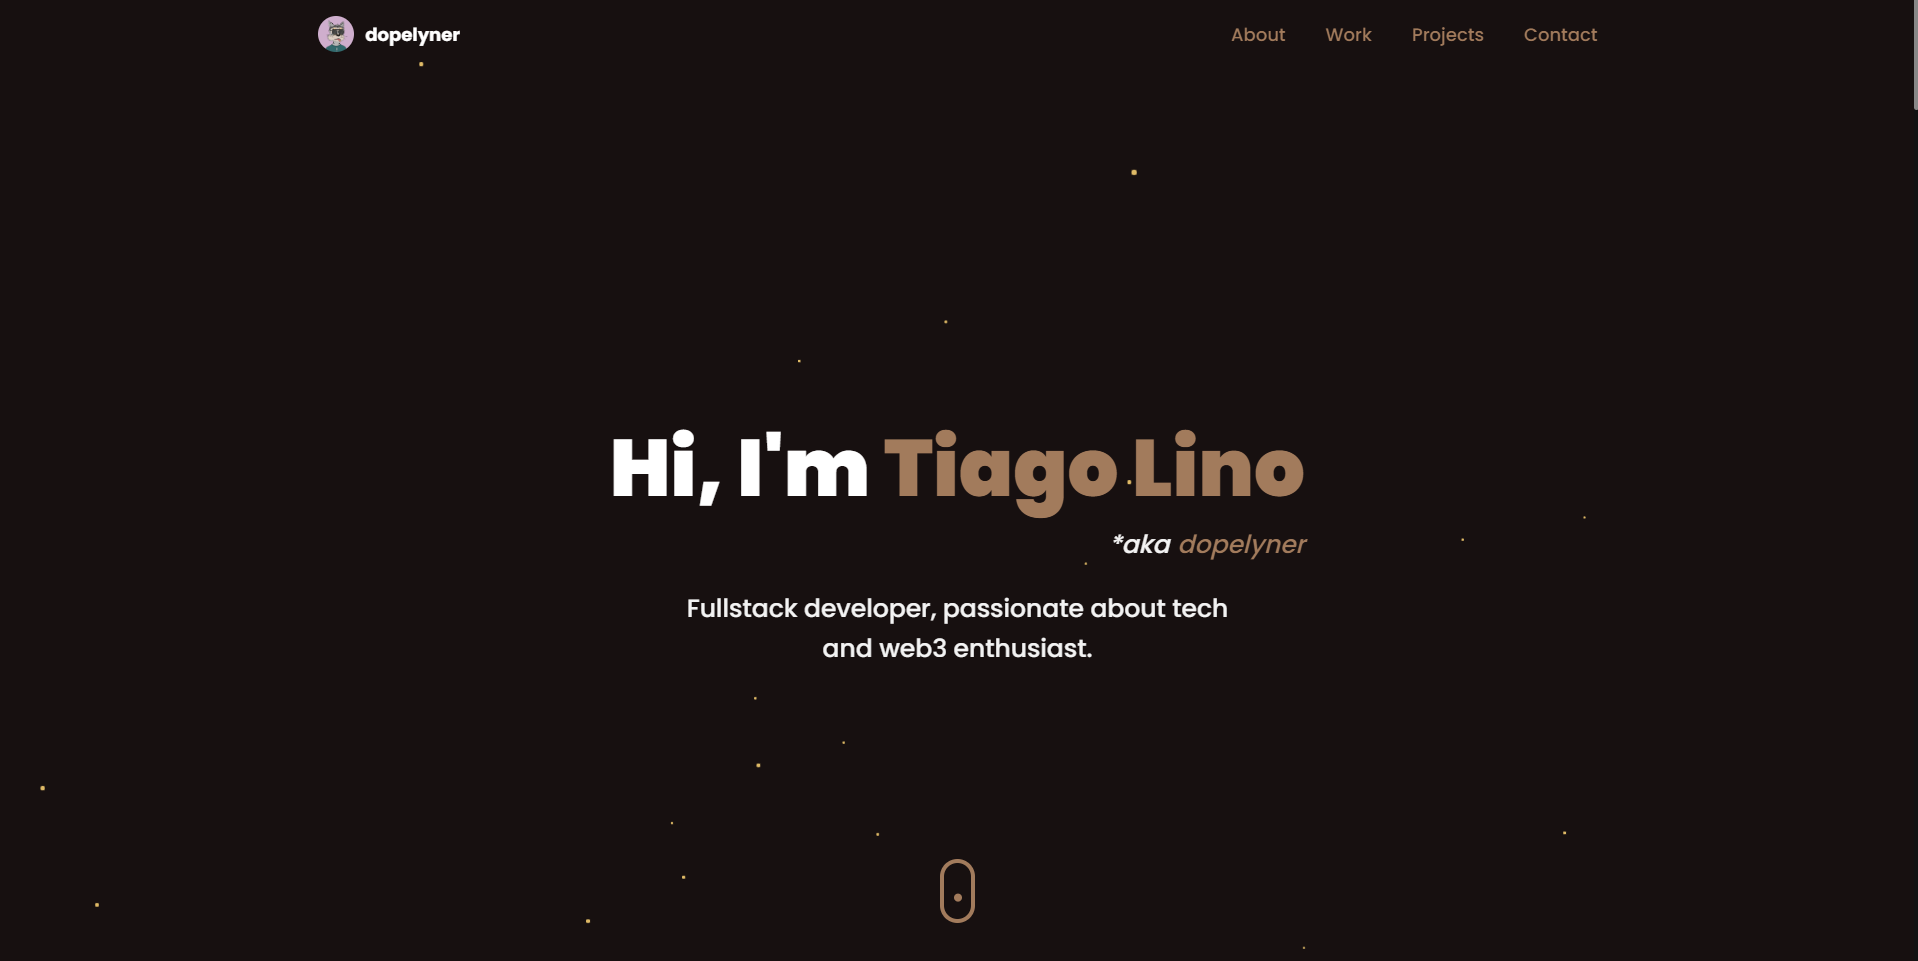 dopelyner
About Work Projects Contact
Hi, I'm Tiago Lino
*aka dopelyner
Fullstack developer, passionate about tech
and web3 enthusiast.